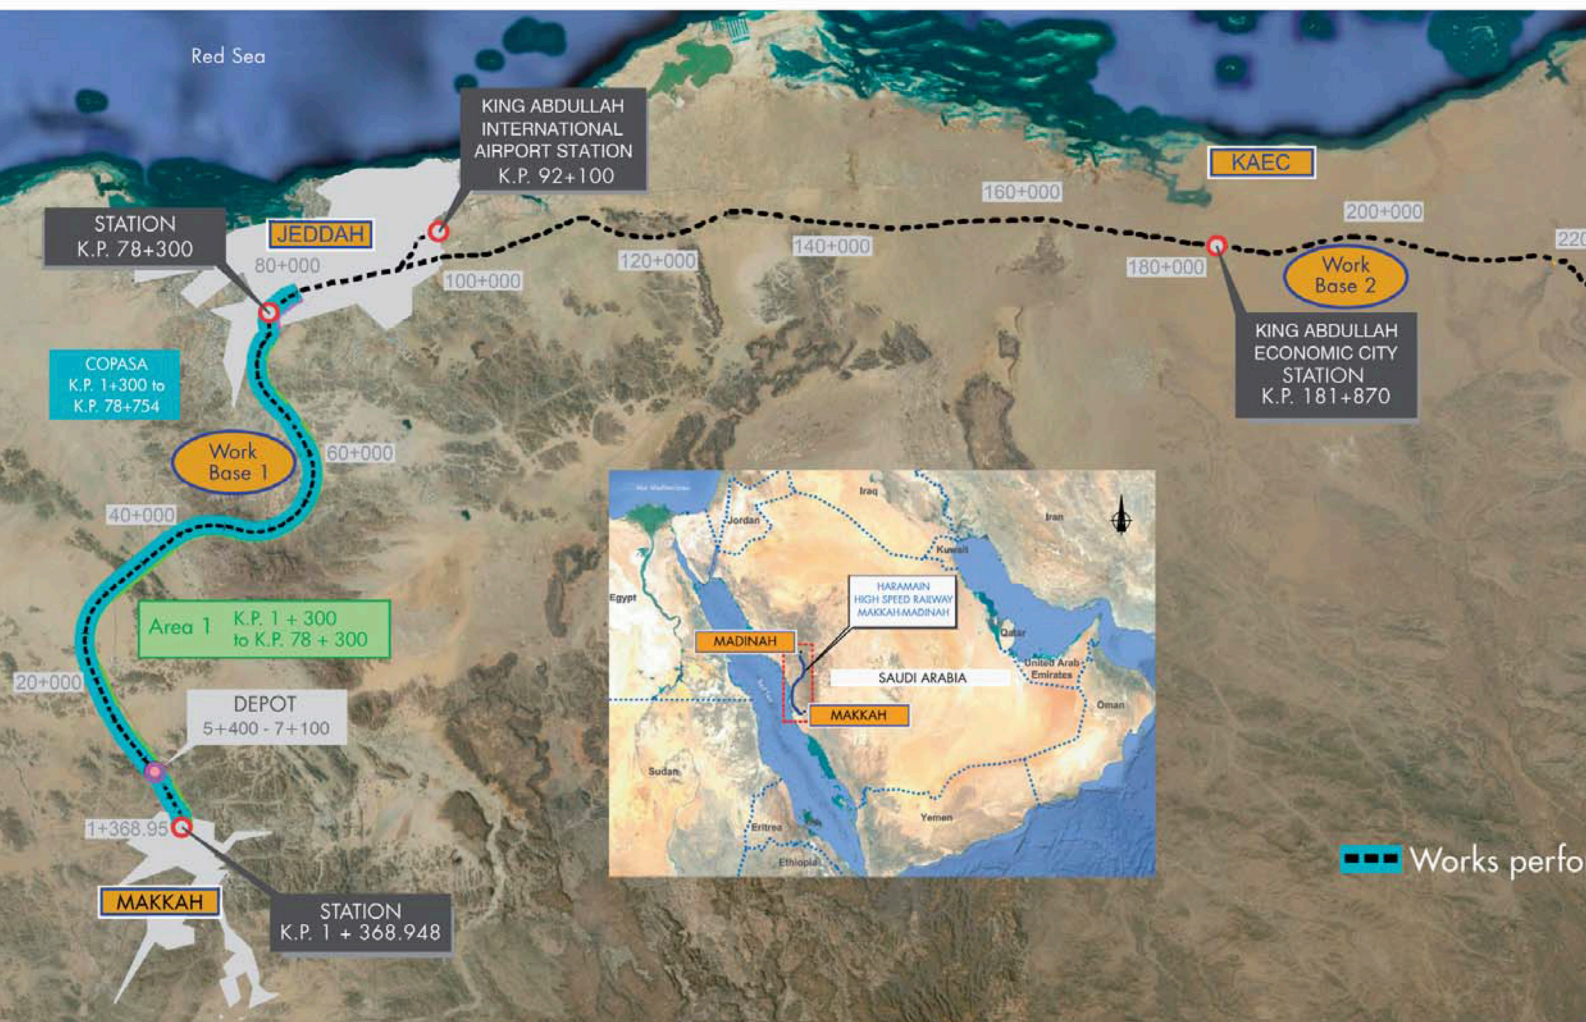 Red Sea
KING ABDULLAH
INTERNATIONAL
AIRPORT STATION
K.P. 92+100
STATION
K.P. 78+300
JEDDAH
80+000
100+000
120+000
140+000
160+000
180+000
KAEC
200+000
220
Work
Base 2
KING ABDULLAH
ECONOMIC CITY
STATION
K.P. 181+870
COPASA
K.P. 1+300 to
K.P. 78+754
Work
Base 1
60+000
40+000
Area 1
K.P. 1 + 300
to K.P. 78 + 300
20+000
DEPOT
5+400 - 7+100
1+368.95
MAKKAH
STATION
K.P. 1 + 368.948
Mar Mediterráneo
Jordan
Iraq
Iran
Kuwait
Egypt
HARAMAIN
HIGH SPEED RAILWAY
MAKKAH-MADINAH
MADINAH
Qatar
United Arab
Emirates
SAUDI ARABIA
MAKKAH
Oman
Sudan
Yemen
Eritrea
Ethiopia
Works perfo